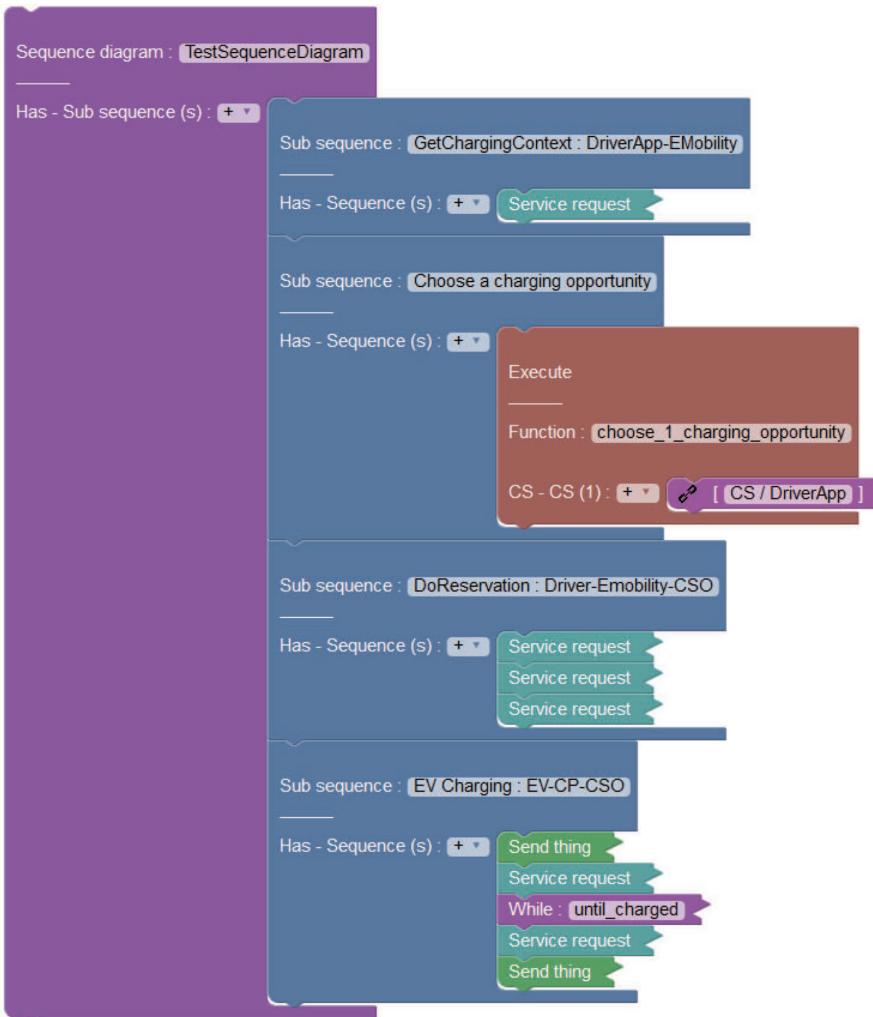 Sequence diagram : TestSequenceDiagram
Has - Sub sequence (s) : +
Sub sequence : GetChargingContext : DriverApp-EMobility
Has - Sequence (s) : + Service request
Sub sequence : Choose a charging opportunity
Has - Sequence (s) : +
Execute
Function : choose_1_charging_opportunity
CS - CS (1) : + [ CS / DriverApp ]
Sub sequence : DoReservation : Driver-Emobility-CSO
Has - Sequence (s) : + Service request
Service request
Service request
Sub sequence : EV Charging : EV-CP-CSO
Has - Sequence (s) : + Send thing
Service request
While : until_charged
Service request
Send thing